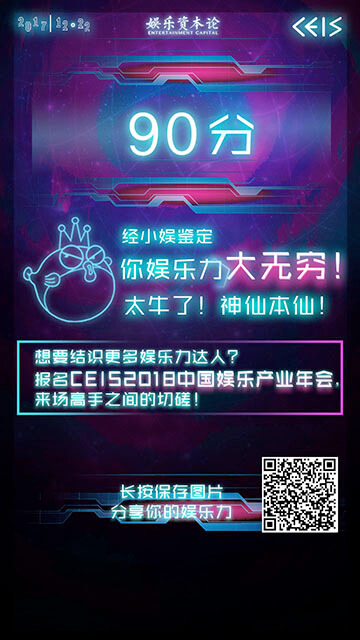 2017|12·22
娱乐资本论
ENTERTAINMENT CAPITAL
CEIS
90分
经小娱鉴定
你娱乐力大无穷!
太牛了! 神仙本仙!
想要结识更多娱乐力达人?
报名CEIS2018中国娱乐产业年会,
来场高手之间的切磋!
长按保存图片
分享你的娱乐力